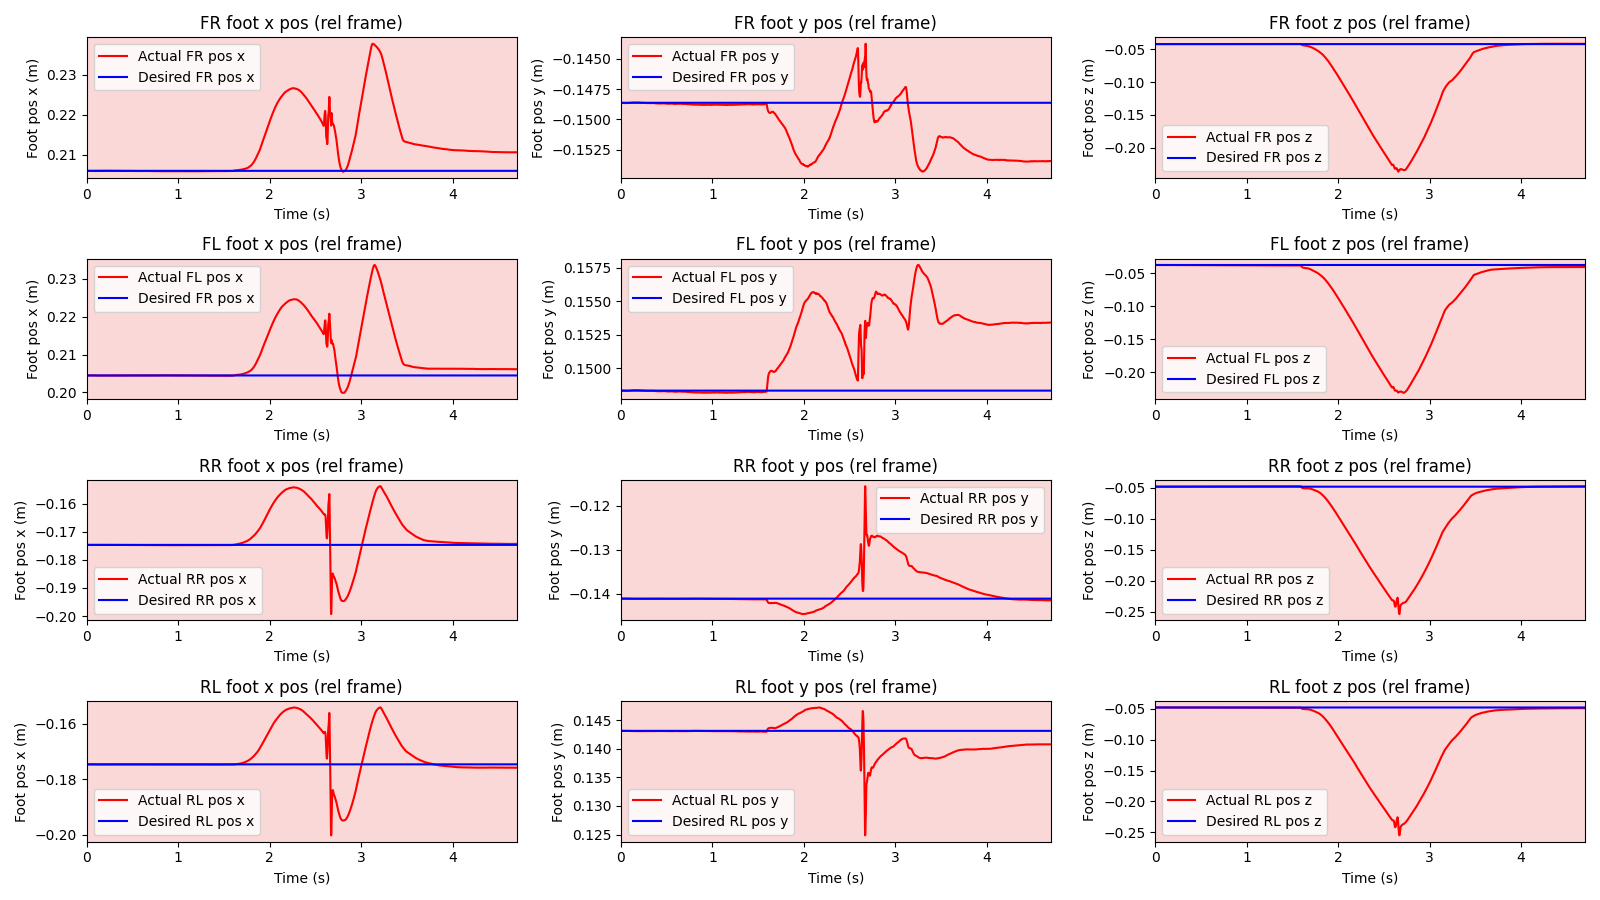 FR foot x pos (rel frame)
Foot pos x (m)
0.23
0.22
0.21
Actual FR pos x
Desired FR pos x
0 1 2 3 4
Time (s)
FR foot y pos (rel frame)
Foot pos y (m)
−0.1450
−0.1475
−0.1500
−0.1525
Actual FR pos y
Desired FR pos y
0 1 2 3 4
Time (s)
FR foot z pos (rel frame)
Foot pos z (m)
−0.05
−0.10
−0.15
−0.20
Actual FR pos z
Desired FR pos z
0 1 2 3 4
Time (s)
FL foot x pos (rel frame)
Foot pos x (m)
0.23
0.22
0.21
0.20
Actual FL pos x
Desired FR pos x
0 1 2 3 4
Time (s)
FL foot y pos (rel frame)
Foot pos y (m)
0.1575
0.1550
0.1525
0.1500
Actual FL pos y
Desired FL pos y
0 1 2 3 4
Time (s)
FL foot z pos (rel frame)
Foot pos z (m)
−0.05
−0.10
−0.15
−0.20
Actual FL pos z
Desired FL pos z
0 1 2 3 4
Time (s)
RR foot x pos (rel frame)
Foot pos x (m)
−0.16
−0.17
−0.18
−0.19
−0.20
Actual RR pos x
Desired RR pos x
0 1 2 3 4
Time (s)
RR foot y pos (rel frame)
Foot pos y (m)
−0.12
−0.13
−0.14
Actual RR pos y
Desired RR pos y
0 1 2 3 4
Time (s)
RR foot z pos (rel frame)
Foot pos z (m)
−0.05
−0.10
−0.15
−0.20
−0.25
Actual RR pos z
Desired RR pos z
0 1 2 3 4
Time (s)
RL foot x pos (rel frame)
Foot pos x (m)
−0.16
−0.18
−0.20
Actual RL pos x
Desired RL pos x
0 1 2 3 4
Time (s)
RL foot y pos (rel frame)
Foot pos y (m)
0.145
0.140
0.135
0.130
0.125
Actual RL pos y
Desired RL pos y
0 1 2 3 4
Time (s)
RL foot z pos (rel frame)
Foot pos z (m)
−0.05
−0.10
−0.15
−0.20
−0.25
Actual RL pos z
Desired RL pos z
0 1 2 3 4
Time (s)